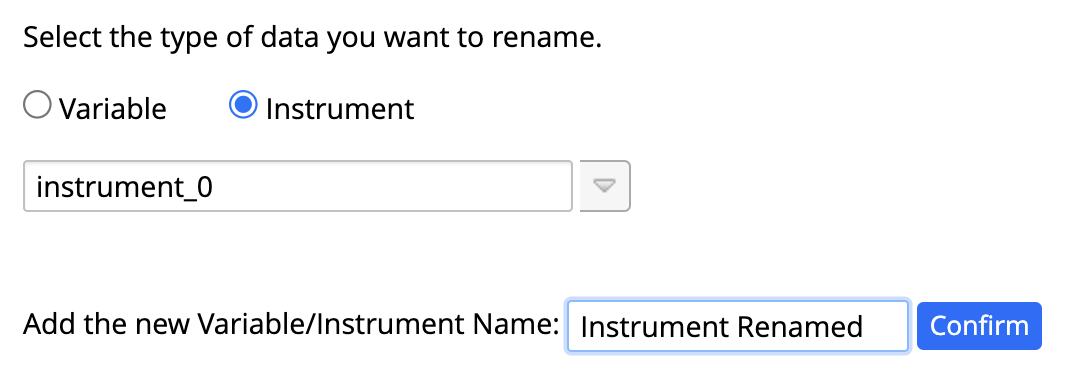 Select the type of data you want to rename.
Variable Instrument
instrument_0
Add the new Variable/Instrument Name: Instrument Renamed Confirm